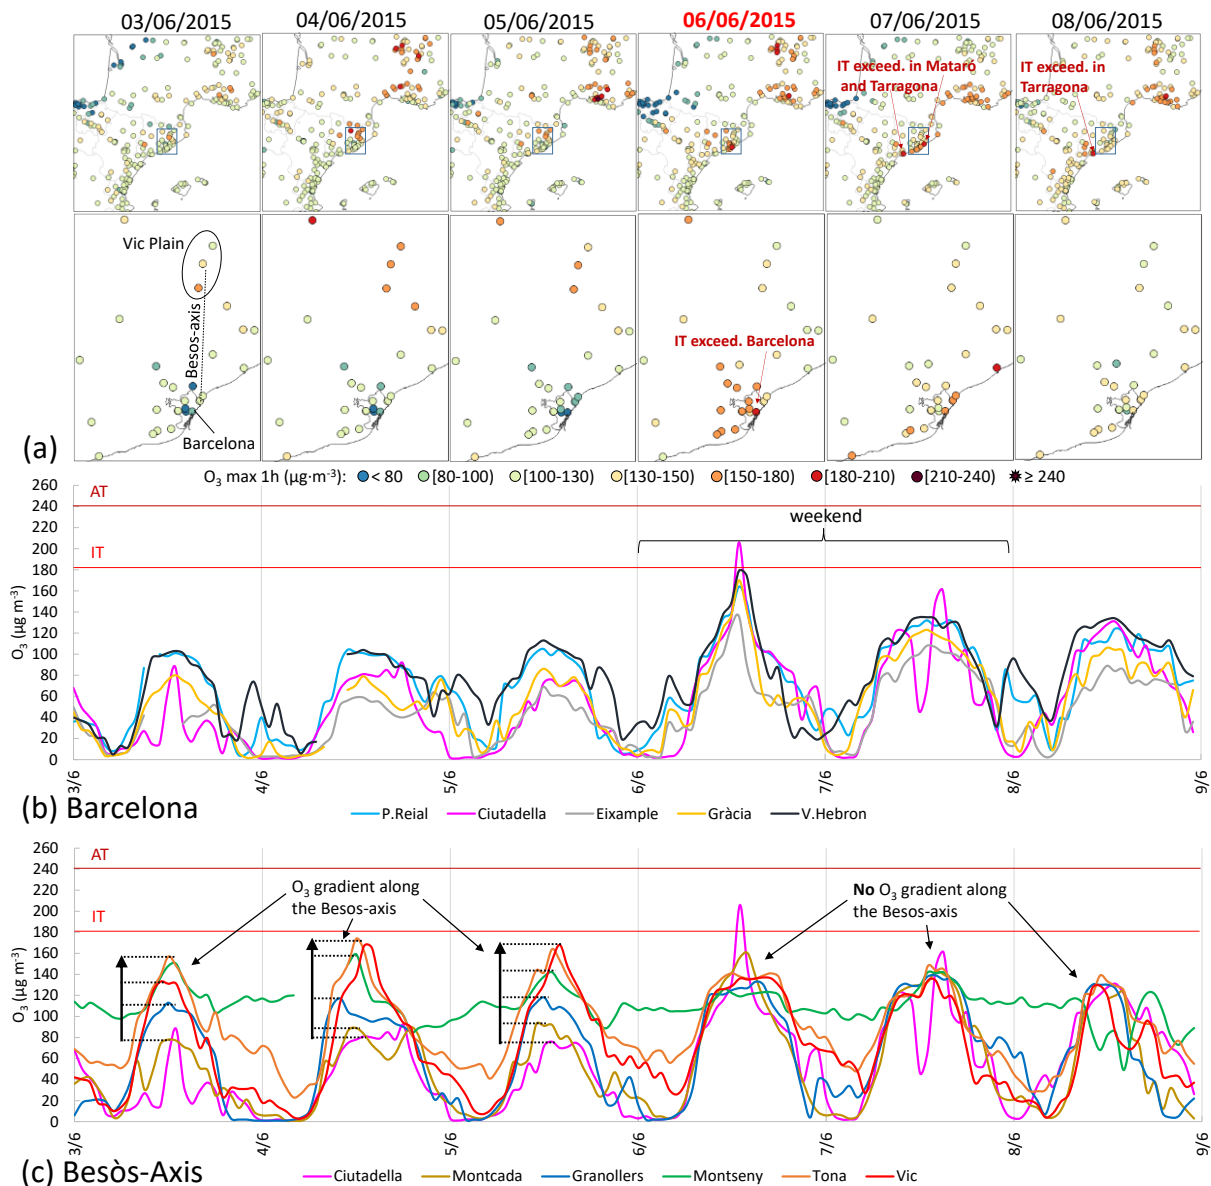 03/06/2015 04/06/2015 05/06/2015 06/06/2015 07/06/2015 08/06/2015
IT exceed. in Mataró
and Tarragona
IT exceed. in
Tarragona
Vic Plain
Besos-axis
Barcelona
IT exceed. Barcelona
(a)
O₃ max 1h (µg·m⁻³): < 80 [80-100) [100-130) [130-150) [150-180) [180-210) [210-240) ≥ 240
260
240
220
200
180
160
140
120
100
80
60
40
20
0
O₃ (µg m⁻³)
AT
IT
weekend
3/6 4/6 5/6 6/6 7/6 8/6 9/6
(b) Barcelona
P.Reial Ciutadella Eixample Gràcia V.Hebron
260
240
220
200
180
160
140
120
100
80
60
40
20
0
O₃ (µg m⁻³)
AT
IT
O₃ gradient along
the Besos-axis
No O₃ gradient along
the Besos-axis
3/6 4/6 5/6 6/6 7/6 8/6 9/6
(c) Besòs-Axis
Ciutadella Montcada Granollers Montseny Tona Vic